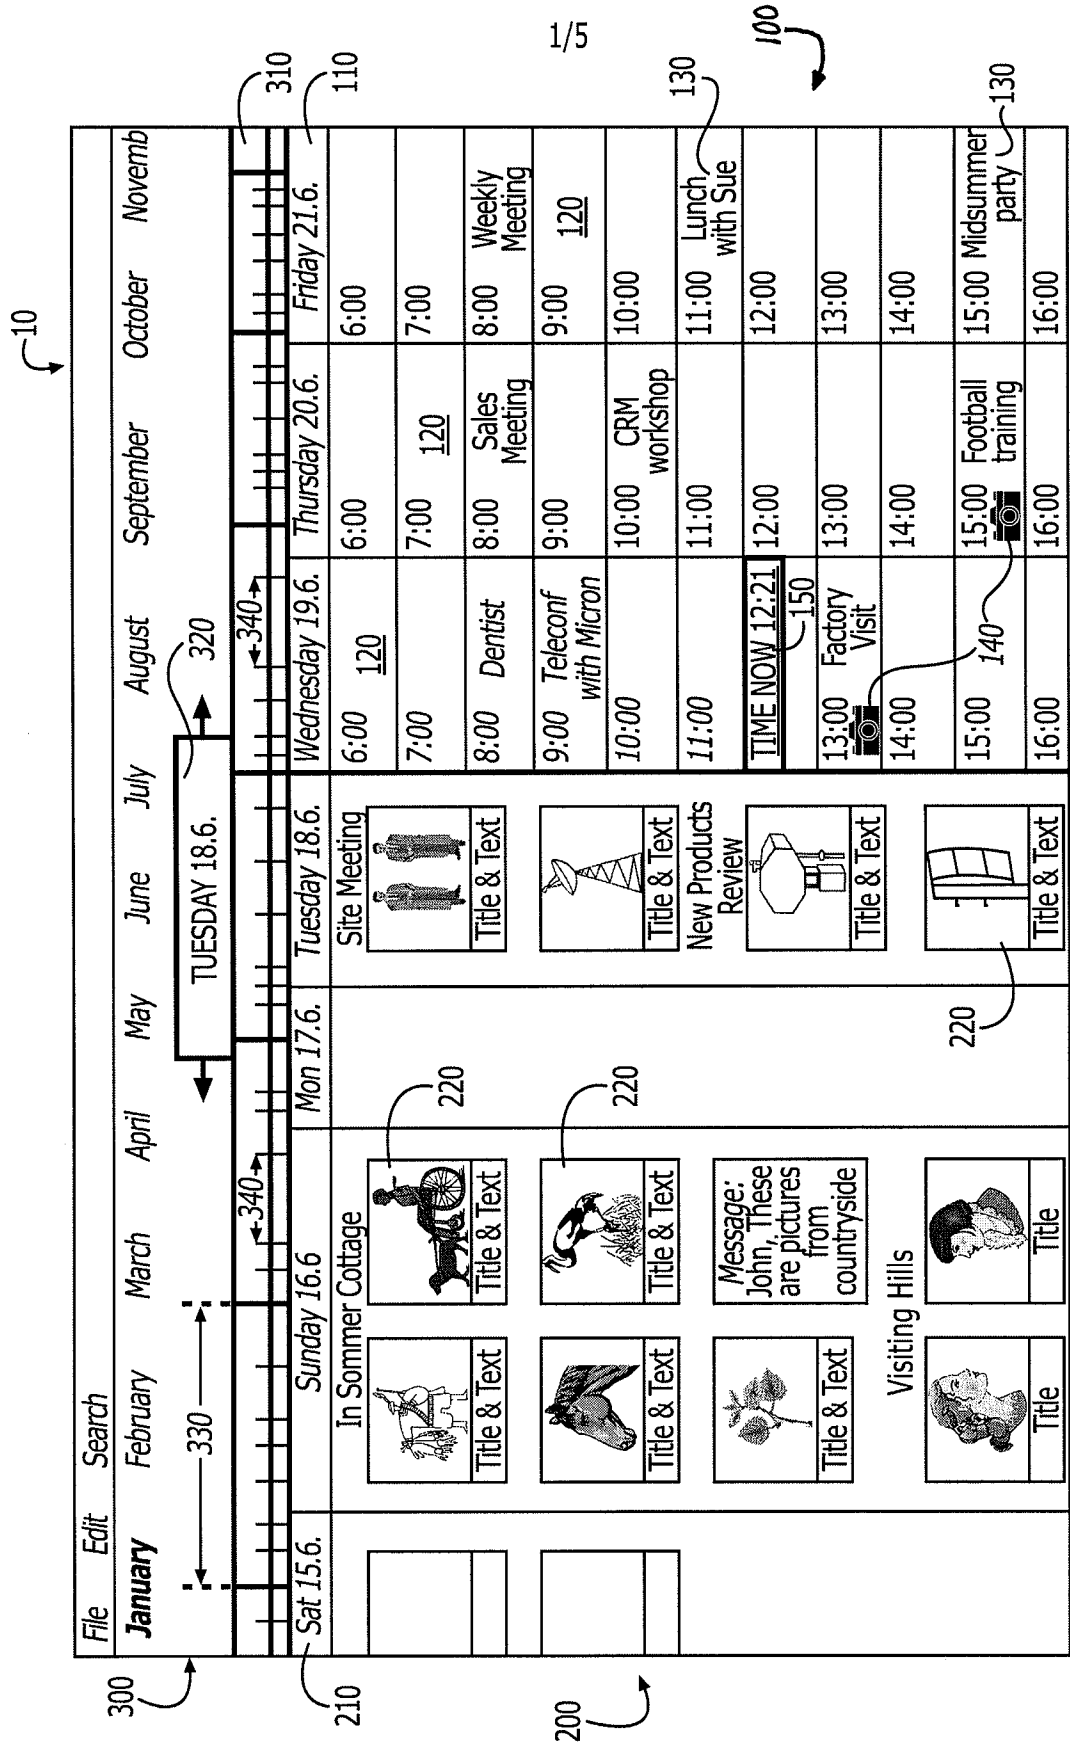 1/5
10
100
File Edit Search
January February March April May June July August September October Novemb
300
TUESDAY 18.6.
320
330
340
340
310
Sat 15.6. Sunday 16.6 Mon 17.6. Tuesday 18.6. Wednesday 19.6. Thursday 20.6. Friday 21.6.
210
110
200
In Sommer Cottage
Title & Text
Title & Text
220
Title & Text
Title & Text
220
Title & Text
Message:
John, These
are pictures
from
countryside
Visiting Hills
Title
Title
Site Meeting
Title & Text
Title & Text
New Products
Review
Title & Text
Title & Text
220
6:00
120
7:00
8:00 Dentist
9:00 Teleconf
with Micron
10:00
11:00
TIME NOW 12:21
150
13:00 Factory
Visit
14:00
15:00
16:00
140
6:00
7:00
120
8:00 Sales
Meeting
9:00
10:00 CRM
workshop
11:00
12:00
13:00
14:00
15:00 Football
training
16:00
6:00
7:00
8:00 Weekly
Meeting
9:00
120
10:00
11:00 Lunch
with Sue
130
12:00
13:00
14:00
15:00 Midsummer
party
130
16:00